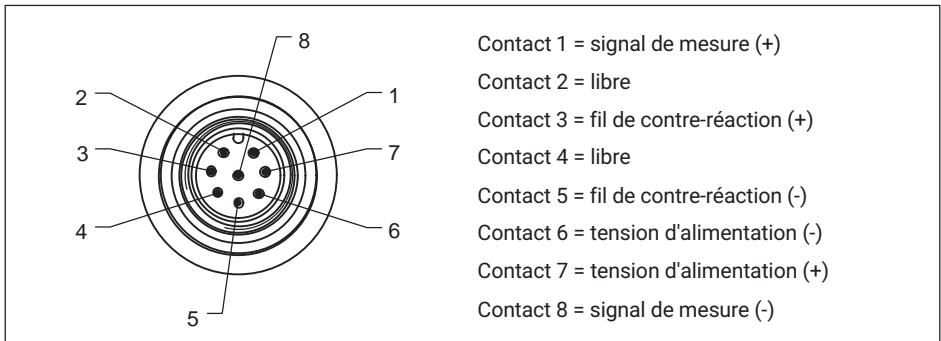 8
2
1
3
7
4
6
5
Contact 1 = signal de mesure (+)
Contact 2 = libre
Contact 3 = fil de contre-réaction (+)
Contact 4 = libre
Contact 5 = fil de contre-réaction (-)
Contact 6 = tension d'alimentation (-)
Contact 7 = tension d'alimentation (+)
Contact 8 = signal de mesure (-)